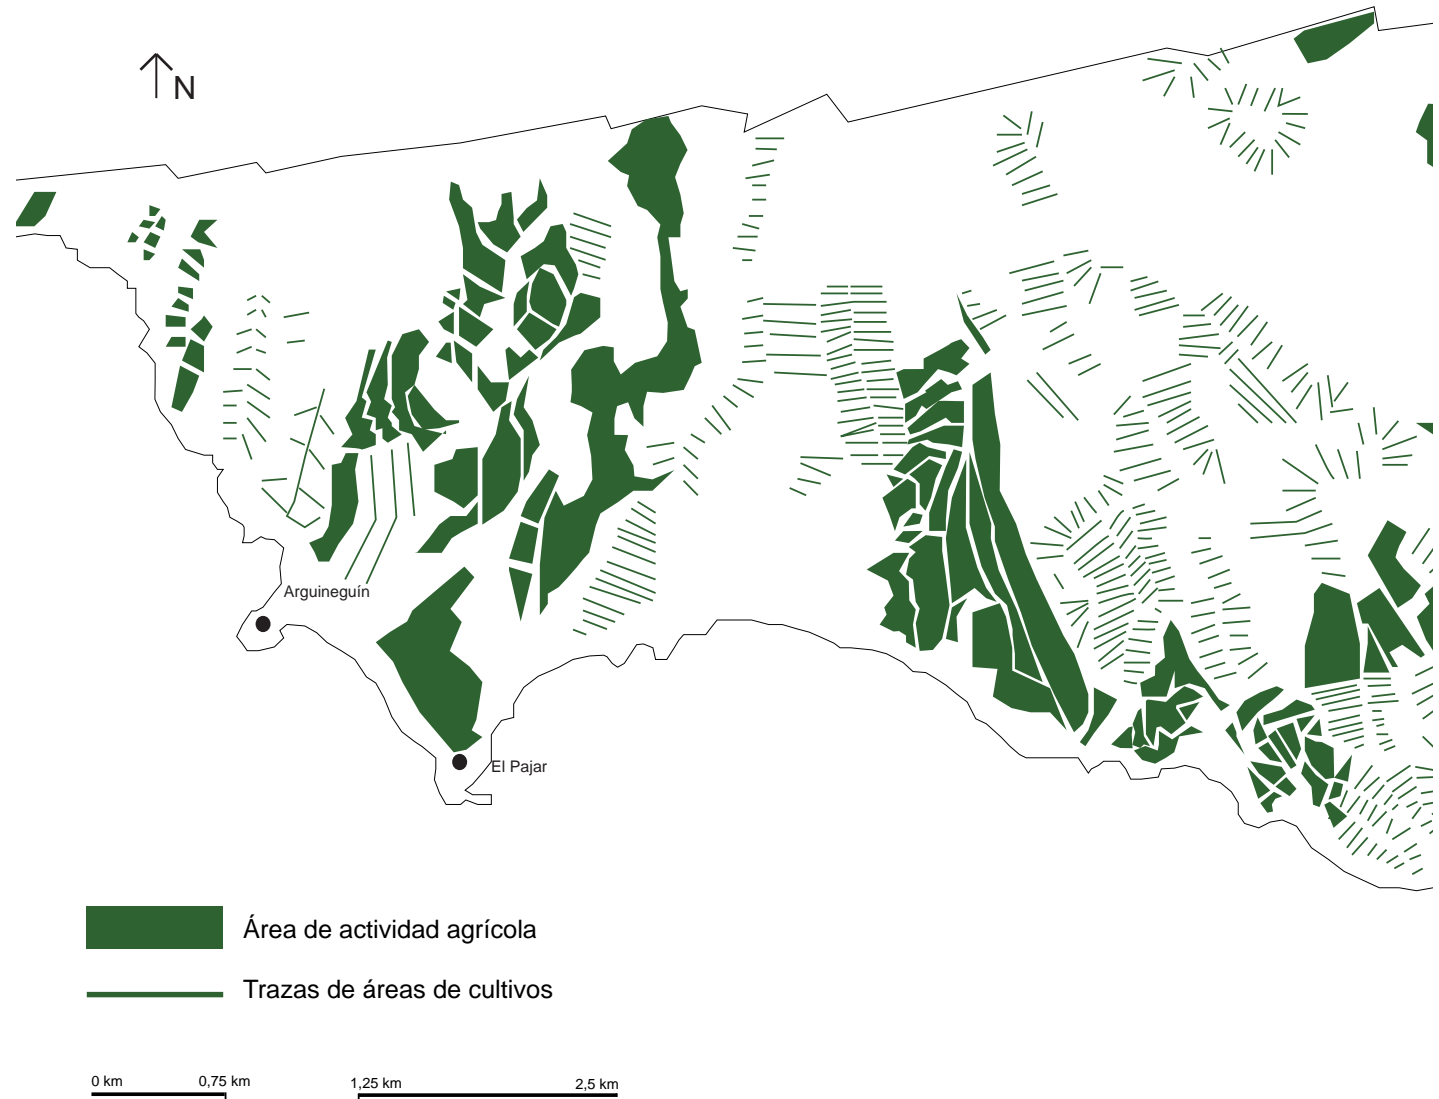 N
Arguineguín
El Pajar
Área de actividad agrícola
Trazas de áreas de cultivos
0 km 0,75 km 1,25 km 2,5 km